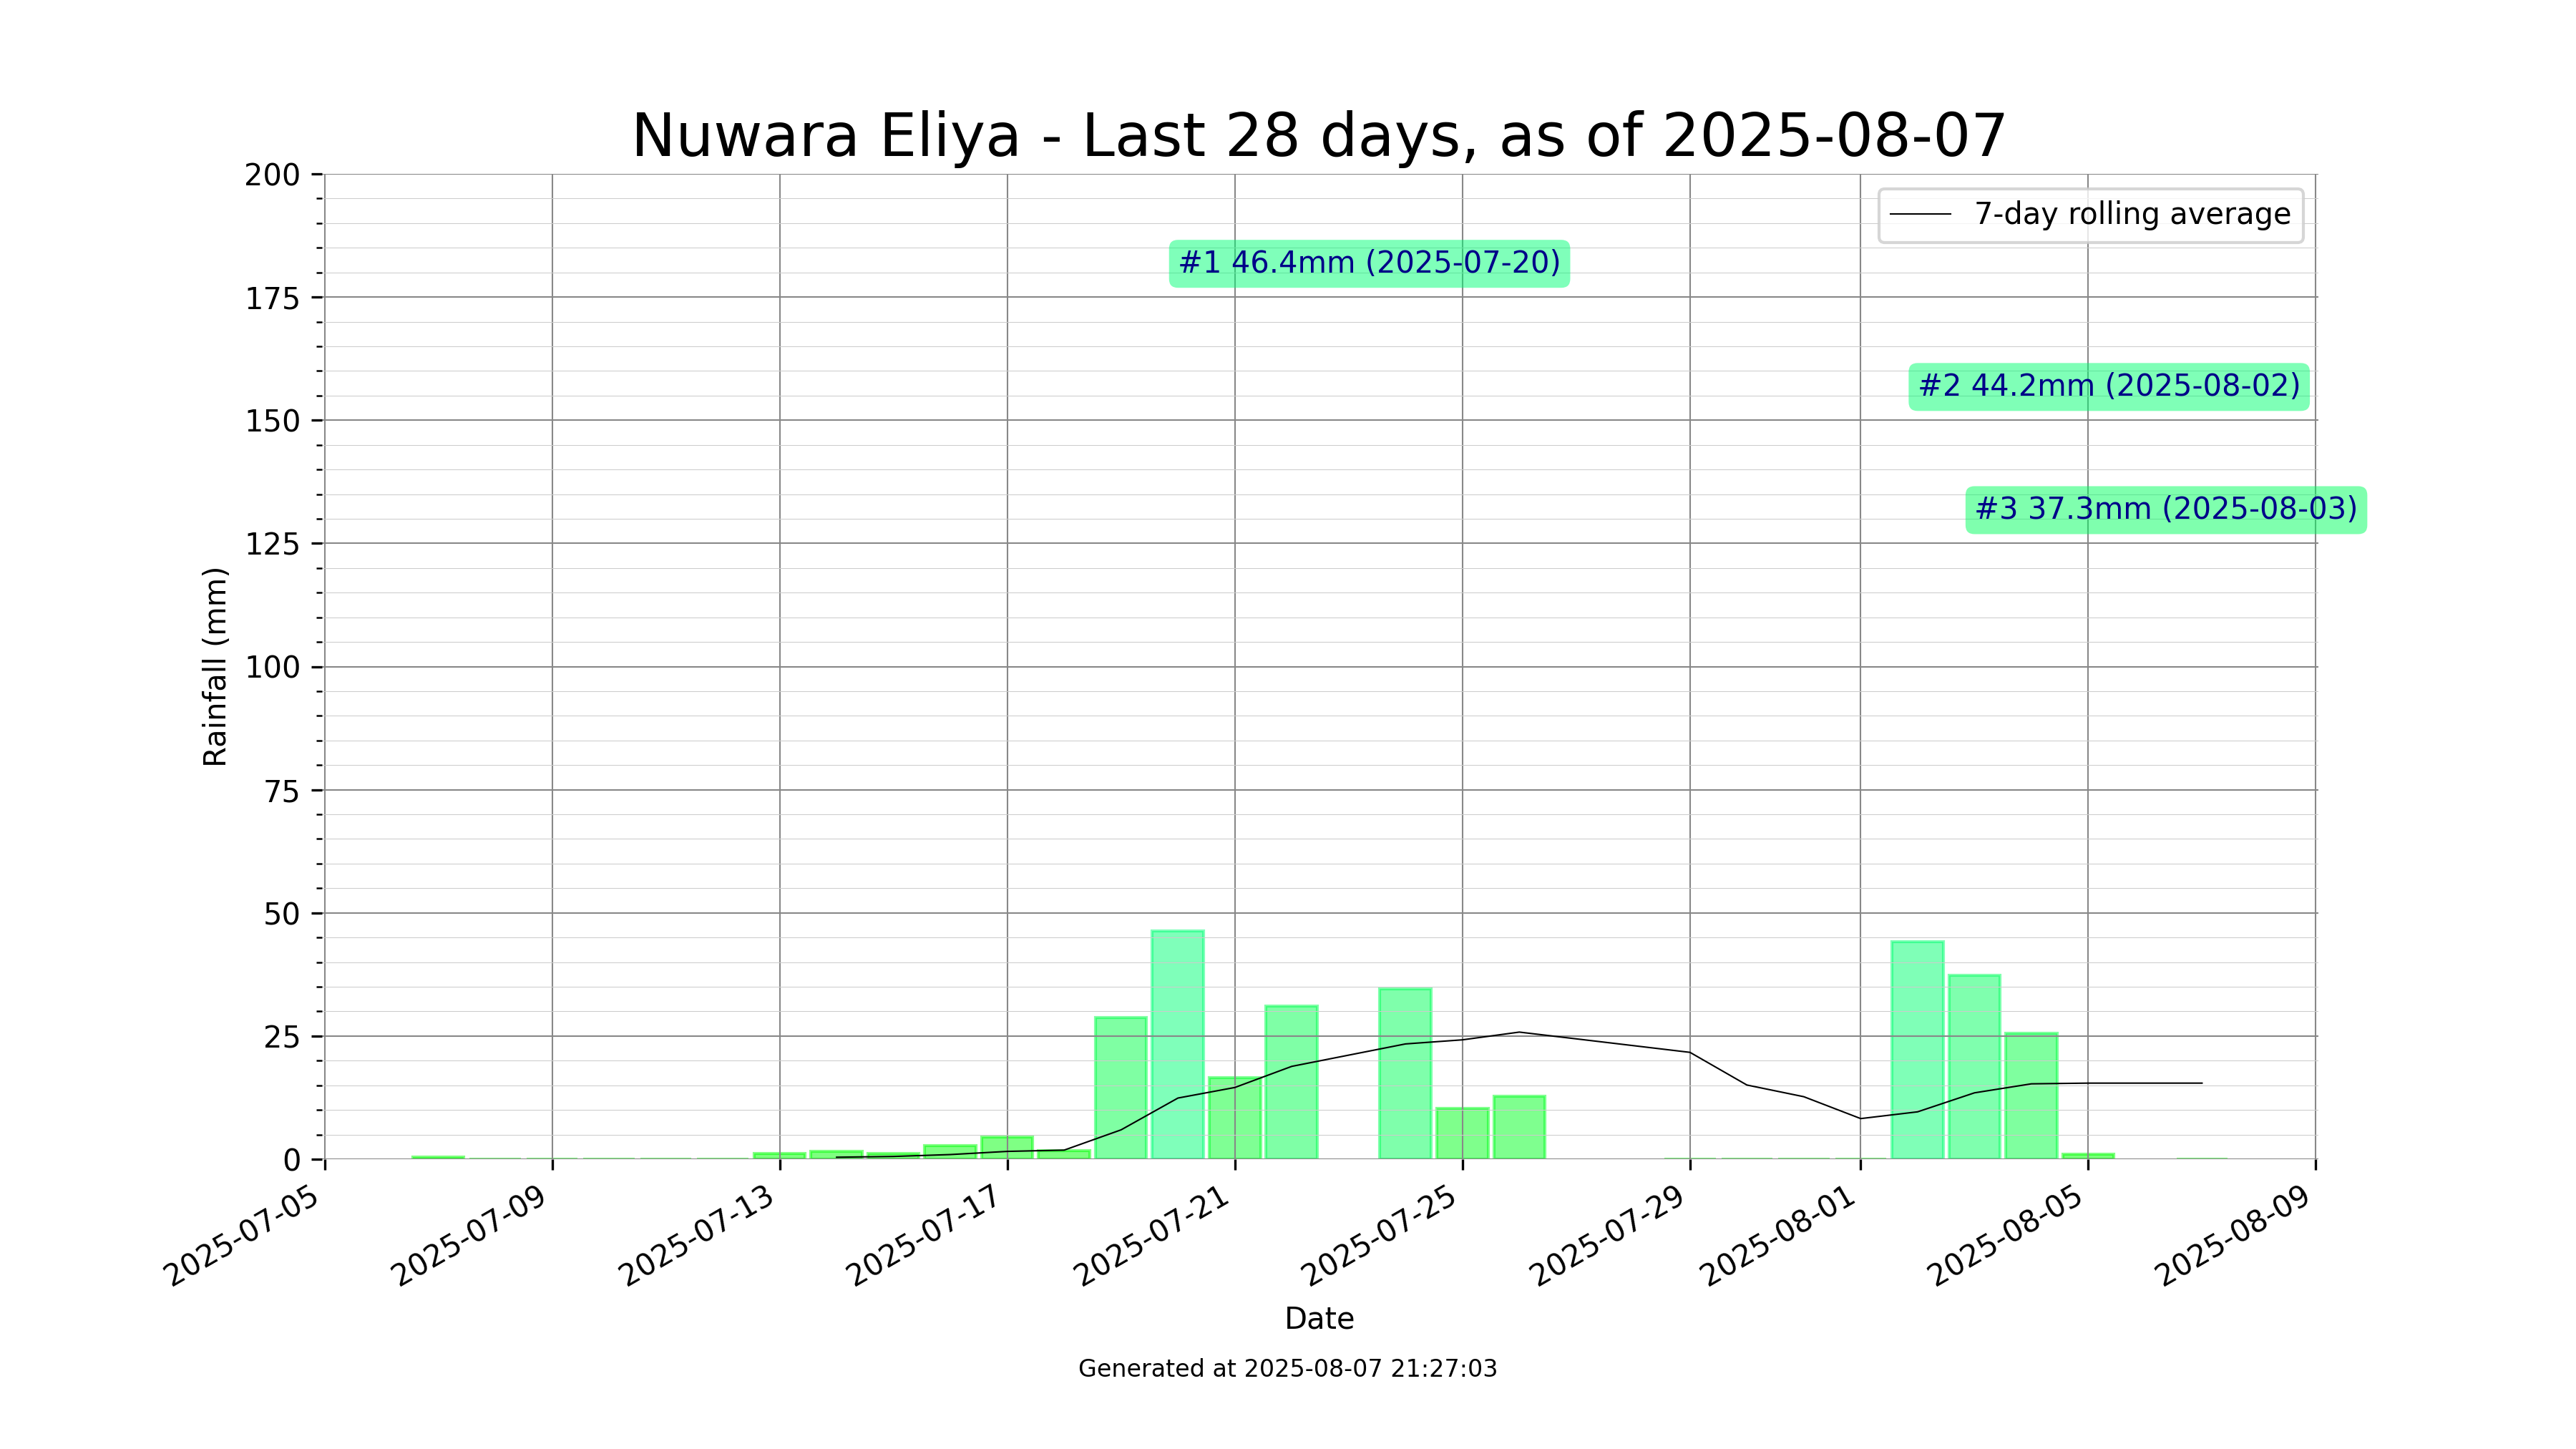 Nuwara Eliya - Last 28 days, as of 2025-08-07
200
7-day rolling average
#1 46.4mm (2025-07-20)
175
#2 44.2mm (2025-08-02)
150
#3 37.3mm (2025-08-03)
125
100
75
50
25
0
Rainfall (mm)
2025-07-05
2025-07-09
2025-07-13
2025-07-17
2025-07-21
2025-07-25
2025-07-29
2025-08-01
2025-08-05
2025-08-09
Date
Generated at 2025-08-07 21:27:03